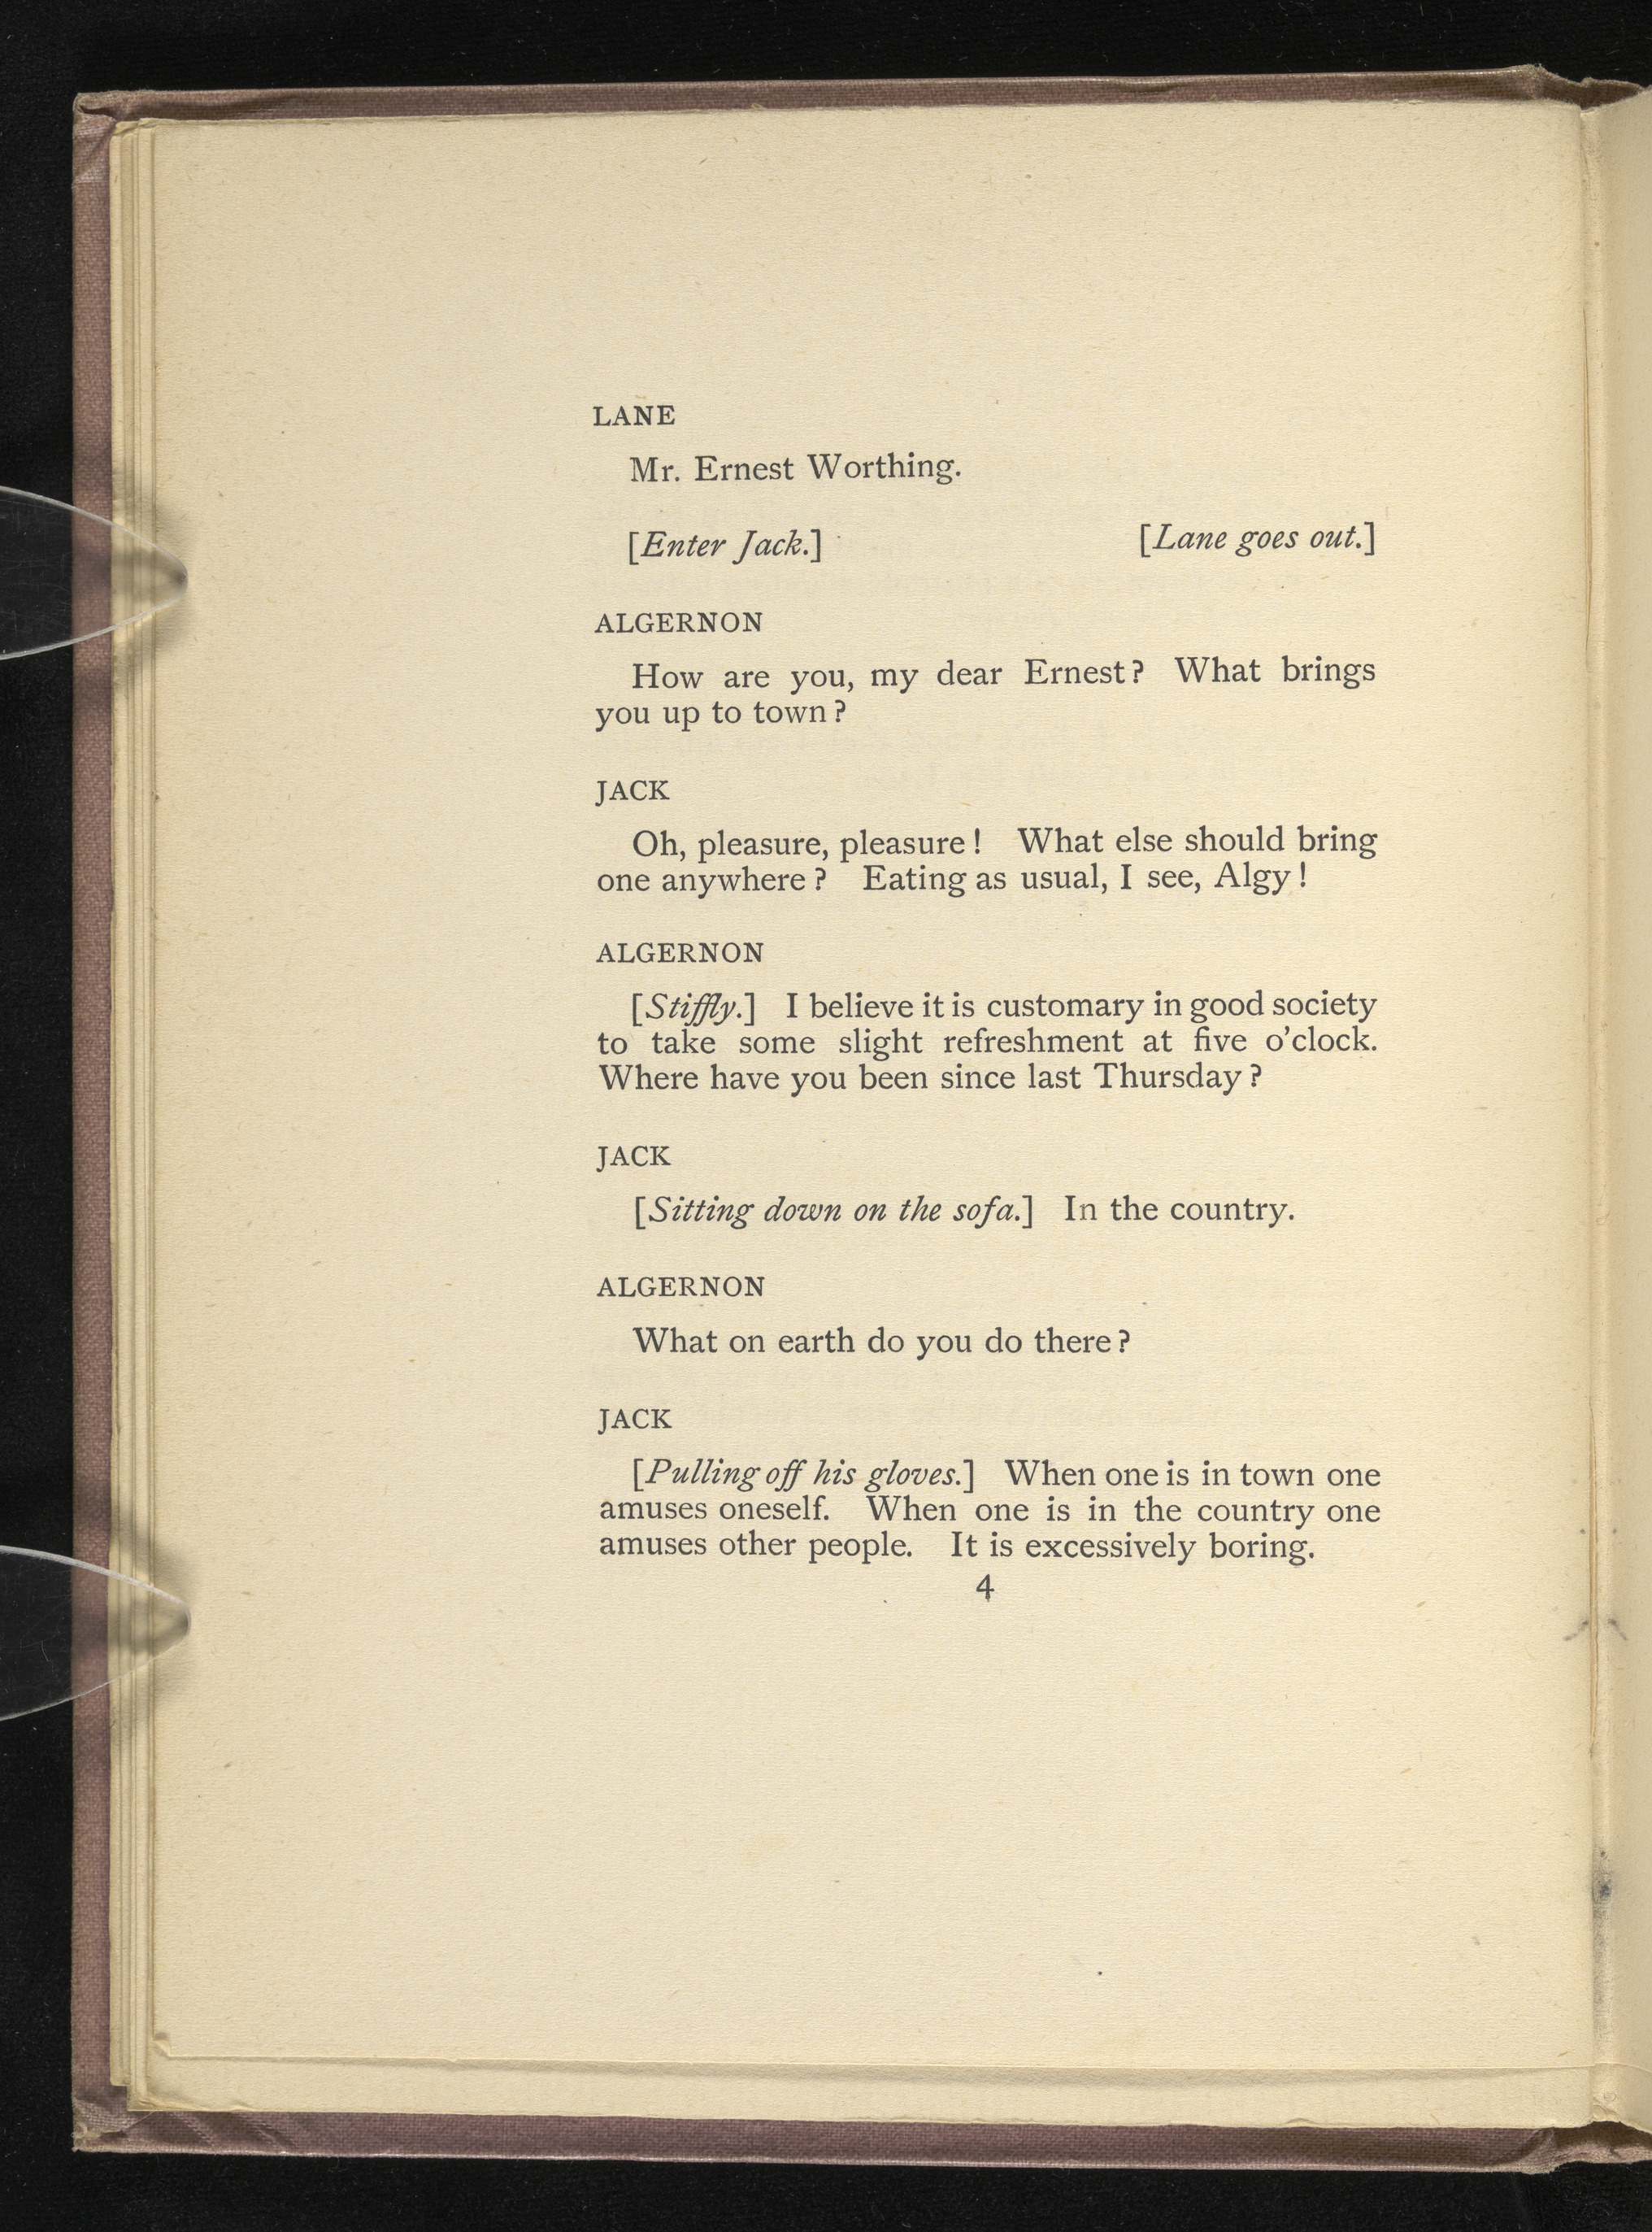 LANE
Mr. Ernest Worthing.
[Enter Jack.] [Lane goes out.]
ALGERNON
How are you, my dear Ernest? What brings
you up to town?
JACK
Oh, pleasure, pleasure! What else should bring
one anywhere? Eating as usual, I see, Algy!
ALGERNON
[Stiffly.] I believe it is customary in good society
to take some slight refreshment at five o'clock.
Where have you been since last Thursday?
JACK
[Sitting down on the sofa.] In the country.
ALGERNON
What on earth do you do there?
JACK
[Pulling off his gloves.] When one is in town one
amuses oneself. When one is in the country one
amuses other people. It is excessively boring.
4